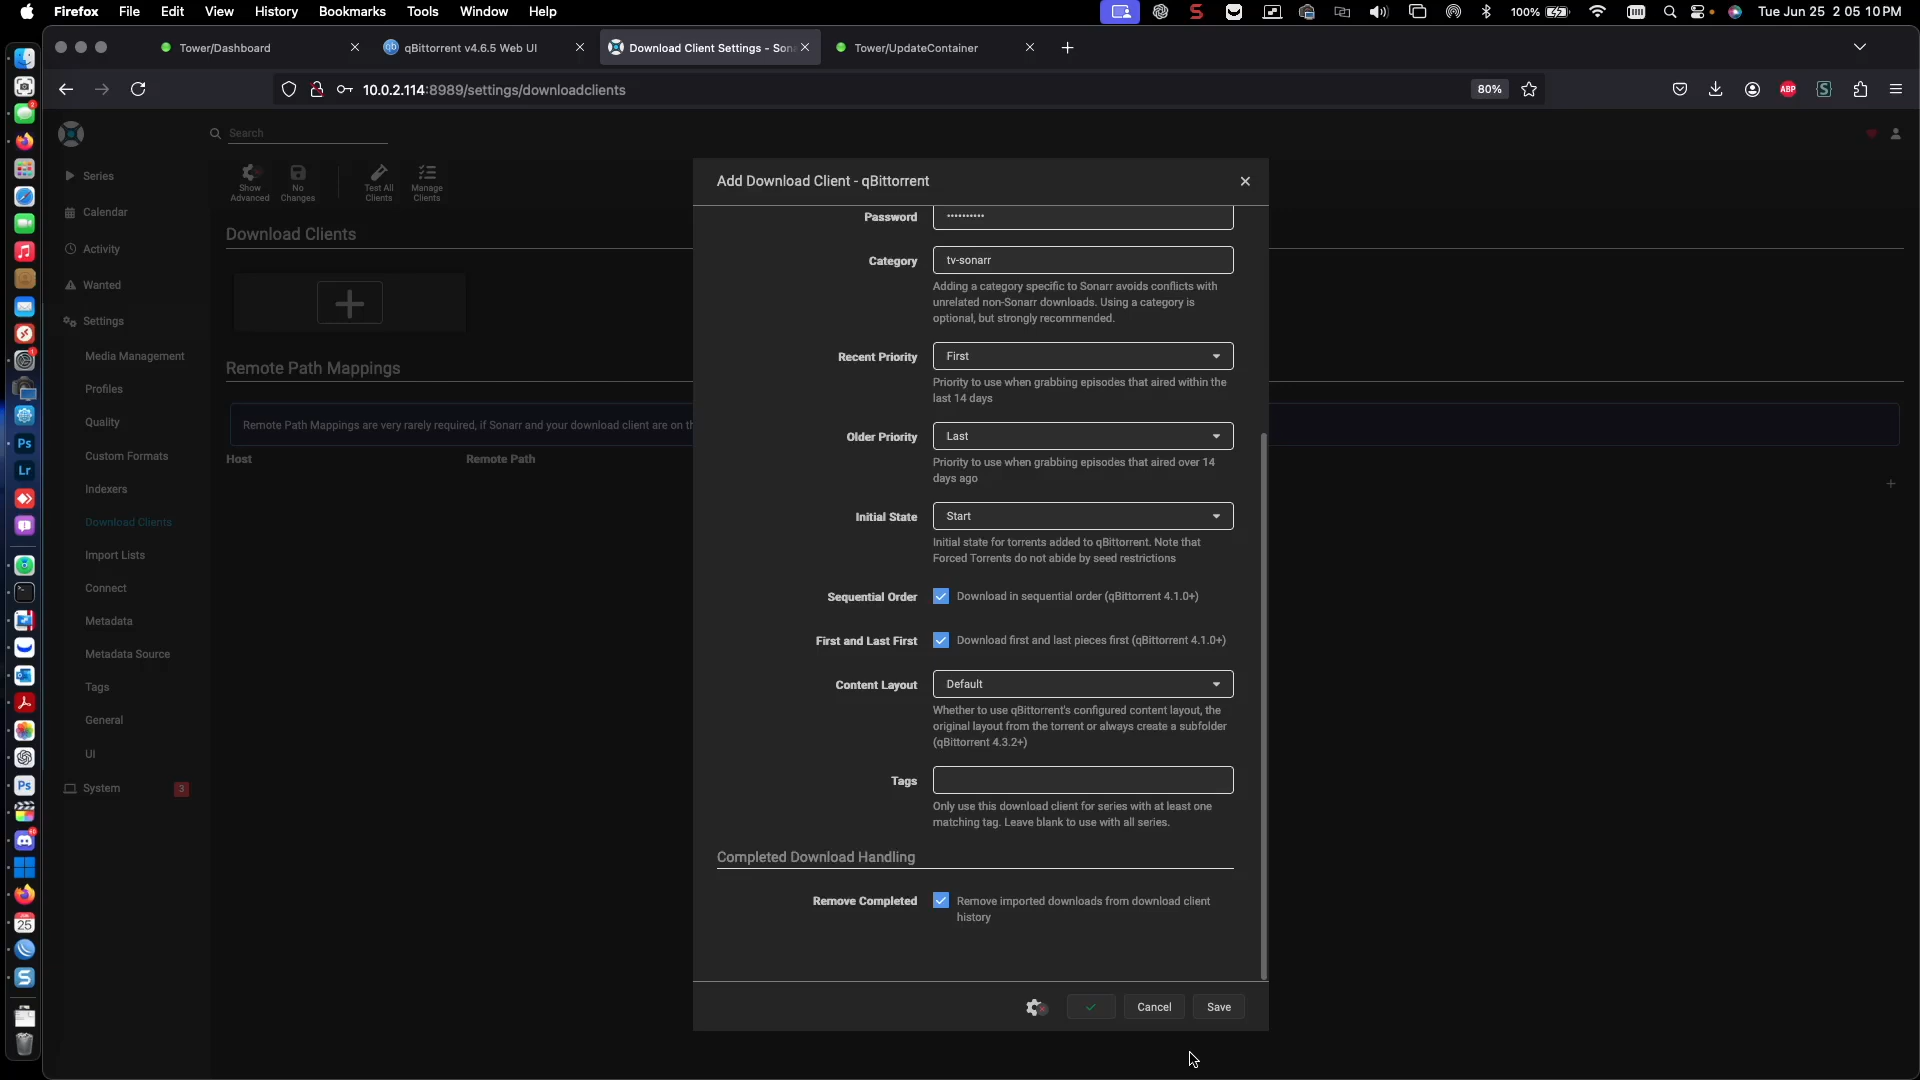 Firefox File Edit View History Bookmarks Tools Window Help
100%
Tue Jun 25 2 05 10 PM
Tower/Dashboard
qBittorrent v4.6.5 Web UI
Download Client Settings - Son
Tower/UpdateContainer
10.0.2.114:8989/settings/downloadclients
80%
ABP
Search
Series
Calendar
Activity
Wanted
Settings
Media Management
Profiles
Quality
Custom Formats
Indexers
Download Clients
Import Lists
Connect
Metadata
Metadata Source
Tags
General
UI
System
3
Show Advanced
No Changes
Test All Clients
Manage Clients
Download Clients
Remote Path Mappings
Remote Path Mappings are very rarely required, if Sonarr and your download client are on th
Host
Remote Path
Add Download Client - qBittorrent
Password
Category
tv-sonarr
Adding a category specific to Sonarr avoids conflicts with
unrelated non-Sonarr downloads. Using a category is
optional, but strongly recommended.
Recent Priority
First
Priority to use when grabbing episodes that aired within the
last 14 days
Older Priority
Last
Priority to use when grabbing episodes that aired over 14
days ago
Initial State
Start
Initial state for torrents added to qBittorrent. Note that
Forced Torrents do not abide by seed restrictions
Sequential Order
Download in sequential order (qBittorrent 4.1.0+)
First and Last First
Download first and last pieces first (qBittorrent 4.1.0+)
Content Layout
Default
Whether to use qBittorrent's configured content layout, the
original layout from the torrent or always create a subfolder
(qBittorrent 4.3.2+)
Tags
Only use this download client for series with at least one
matching tag. Leave blank to use with all series.
Completed Download Handling
Remove Completed
Remove imported downloads from download client
history
Cancel
Save
Ps
Lr
Ps
25